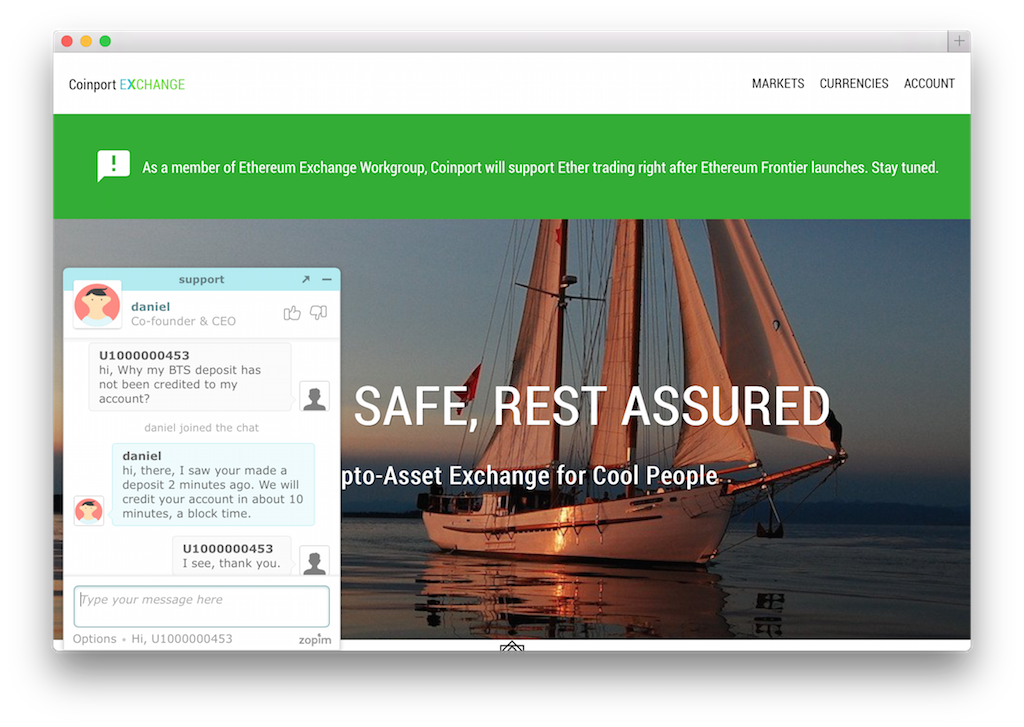 Coinport EXCHANGE
MARKETS CURRENCIES ACCOUNT
As a member of Ethereum Exchange Workgroup, Coinport will support Ether trading right after Ethereum Frontier launches. Stay tuned.
SAFE, REST ASSURED
pto-Asset Exchange for Cool People
support
daniel
Co-founder & CEO
U1000000453
hi, Why my BTS deposit has
not been credited to my
account?
daniel joined the chat
daniel
hi, there, I saw your made a
deposit 2 minutes ago. We will
credit your account in about 10
minutes, a block time.
U1000000453
I see, thank you.
Type your message here
Options • Hi, U1000000453
zopim